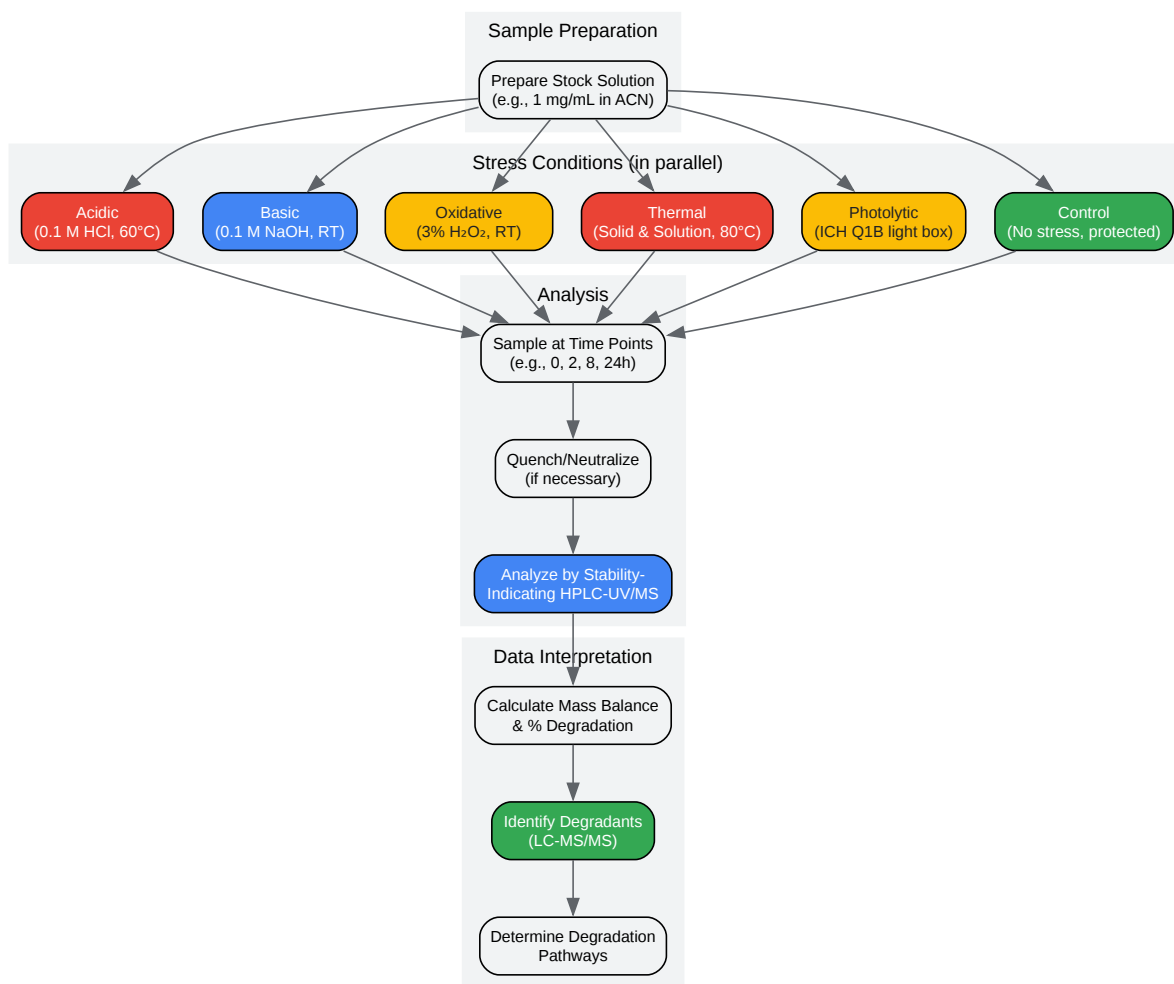 Sample Preparation
Prepare Stock Solution
(e.g., 1 mg/mL in ACN)
Stress Conditions (in parallel)
Acidic
(0.1 M HCl, 60°C)
Basic
(0.1 M NaOH, RT)
Oxidative
(3% H₂O₂, RT)
Thermal
(Solid & Solution, 80°C)
Photolytic
(ICH Q1B light box)
Control
(No stress, protected)
Analysis
Sample at Time Points
(e.g., 0, 2, 8, 24h)
Quench/Neutralize
(if necessary)
Analyze by Stability-
Indicating HPLC-UV/MS
Data Interpretation
Calculate Mass Balance
& % Degradation
Identify Degradants
(LC-MS/MS)
Determine Degradation
Pathways